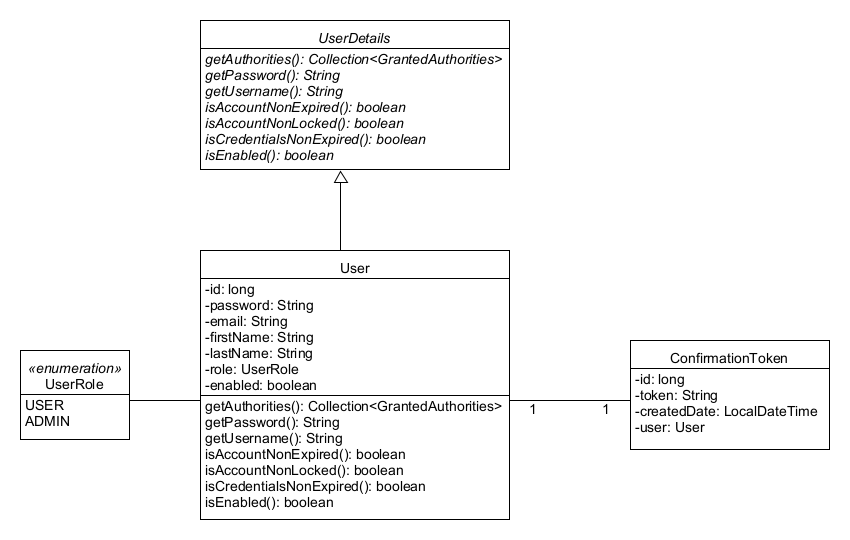 UserDetails
getAuthorities(): Collection<GrantedAuthorities>
getPassword(): String
getUsername(): String
isAccountNonExpired(): boolean
isAccountNonLocked(): boolean
isCredentialsNonExpired(): boolean
isEnabled(): boolean
User
-id: long
-password: String
-email: String
-firstName: String
-lastName: String
-role: UserRole
-enabled: boolean
getAuthorities(): Collection<GrantedAuthorities>
getPassword(): String
getUsername(): String
isAccountNonExpired(): boolean
isAccountNonLocked(): boolean
isCredentialsNonExpired(): boolean
isEnabled(): boolean
«enumeration»
UserRole
USER
ADMIN
1
1
ConfirmationToken
-id: long
-token: String
-createdDate: LocalDateTime
-user: User